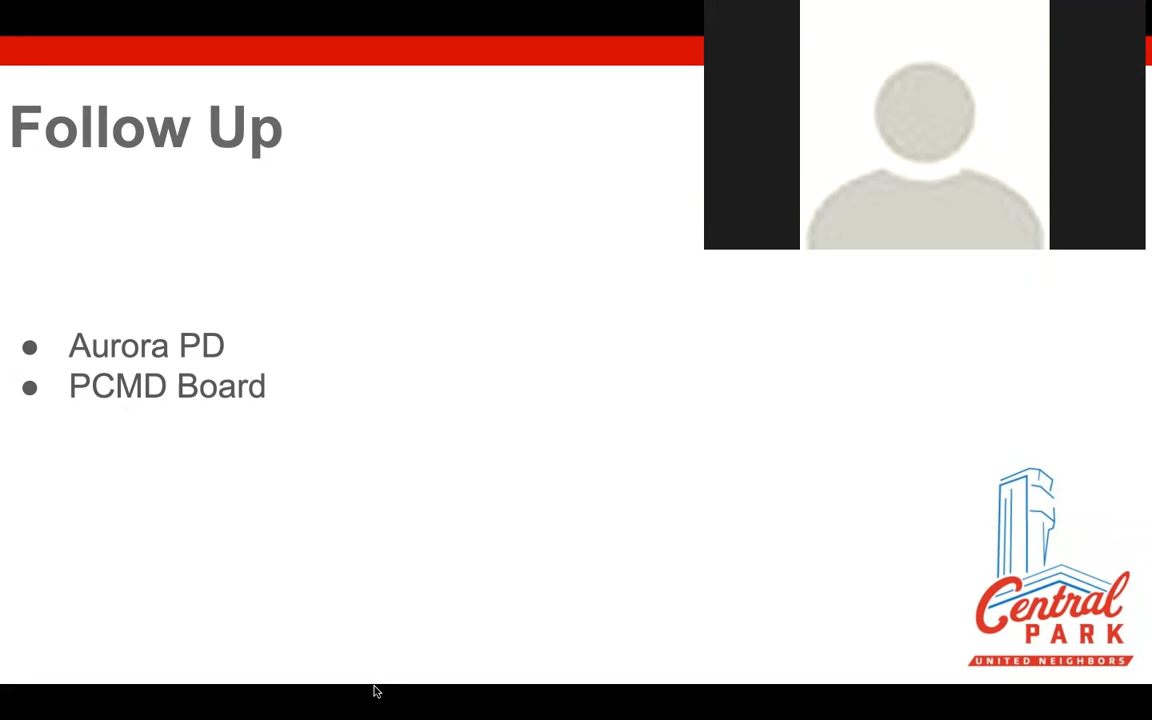 Follow Up
● Aurora PD
● PCMD Board
Central
PARK
UNITED NEIGHBORS